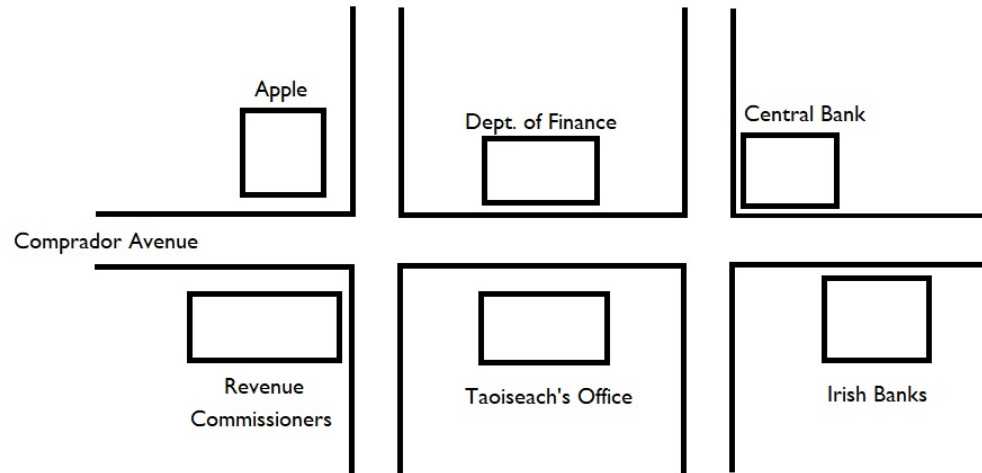 Apple
Dept. of Finance
Central Bank
Comprador Avenue
Revenue
Commissioners
Taoiseach's Office
Irish Banks